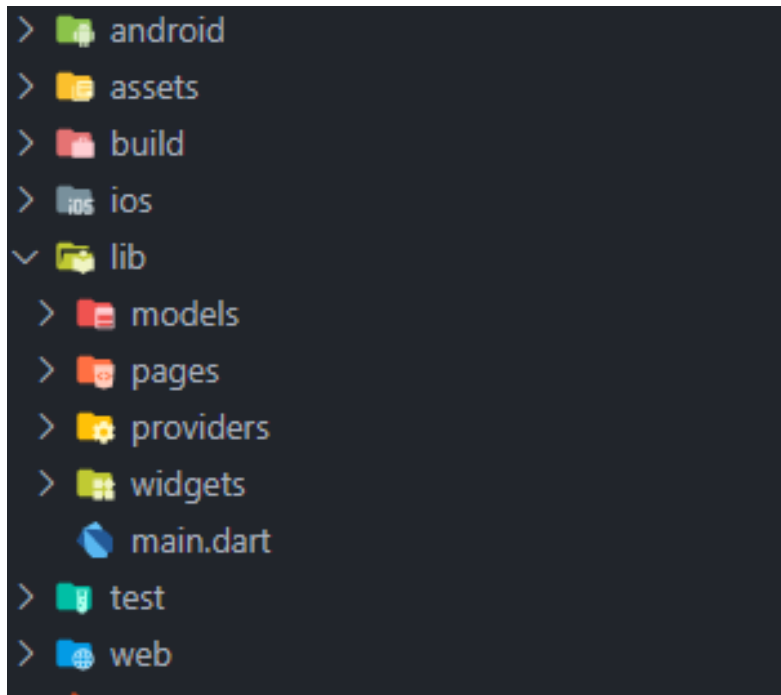 android
assets
build
ios
lib
models
pages
providers
widgets
main.dart
test
web